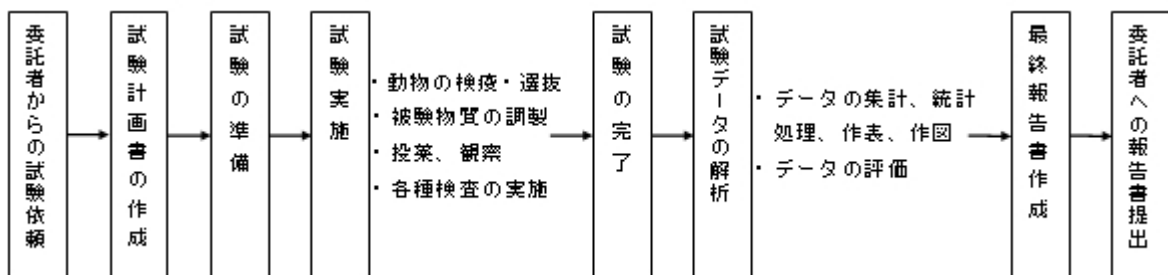 委託者からの試験依頼
試験計画書の作成
試験の準備
試験実施
・動物の検疫・選抜
・被験物質の調製
・投薬、観察
・各種検査の実施
試験の完了
試験データの解析
・データの集計、統計
処理、作表、作図
・データの評価
最終報告書作成
委託者への報告書提出